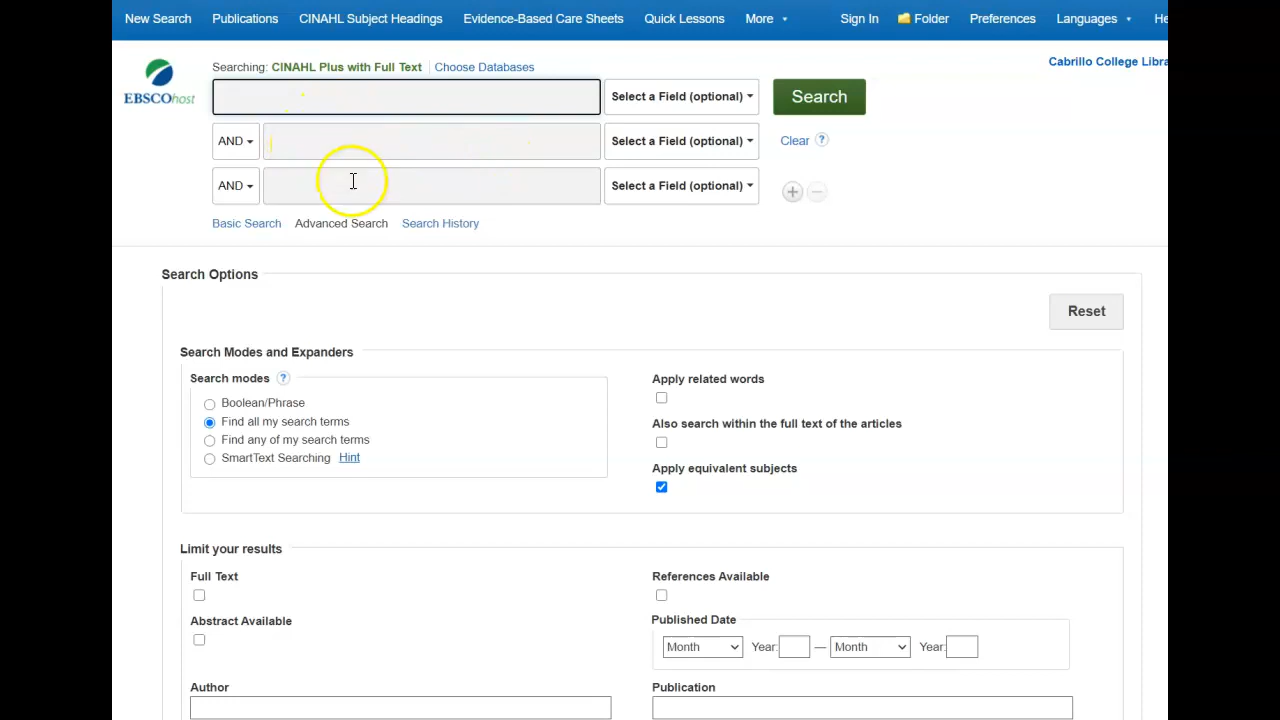 New Search Publications CINAHL Subject Headings Evidence-Based Care Sheets Quick Lessons More Sign In Folder Preferences Languages He
Searching: CINAHL Plus with Full Text Choose Databases Cabrillo College Libra
EBSCOhost
Select a Field (optional) Search
AND Select a Field (optional) Clear ?
AND Select a Field (optional)
Basic Search Advanced Search Search History
Search Options
Reset
Search Modes and Expanders
Search modes ? Apply related words
Boolean/Phrase
Find all my search terms Also search within the full text of the articles
Find any of my search terms
SmartText Searching Hint Apply equivalent subjects
Limit your results
Full Text References Available
Abstract Available Published Date
Month Year: — Month Year:
Author Publication